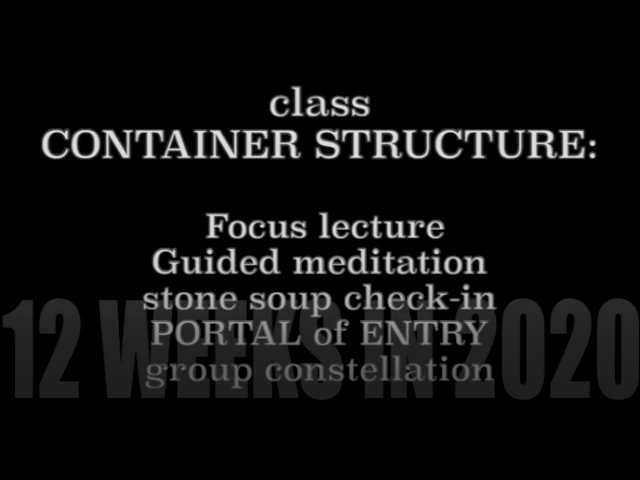 class
CONTAINER STRUCTURE:
Focus lecture
Guided meditation
stone soup check-in
PORTAL of ENTRY
group constellation
12 WEEKS IN 2020